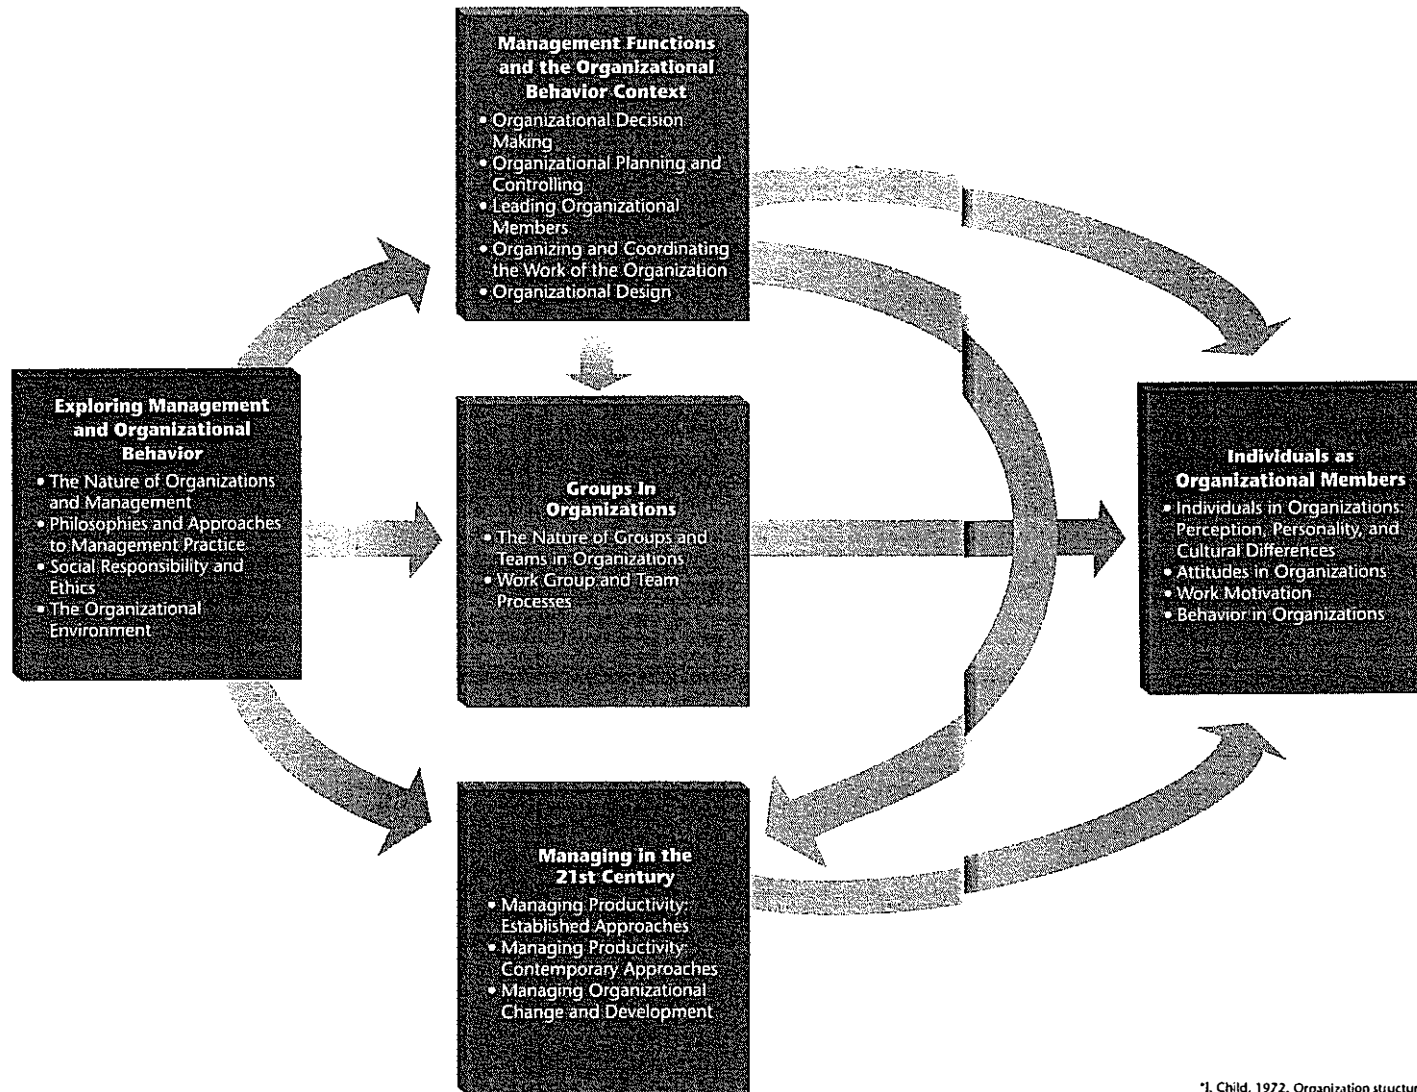 Management Functions
and the Organizational
Behavior Context
• Organizational Decision
Making
• Organizational Planning and
Controlling
• Leading Organizational
Members
• Organizing and Coordinating
the Work of the Organization
• Organizational Design
Exploring Management
and Organizational
Behavior
• The Nature of Organizations
and Management
• Philosophies and Approaches
to Management Practice
• Social Responsibility and
Ethics
• The Organizational
Environment
Groups In
Organizations
• The Nature of Groups and
Teams in Organizations
• Work Group and Team
Processes
Individuals as
Organizational Members
• Individuals in Organizations:
Perception, Personality, and
Cultural Differences
• Attitudes in Organizations
• Work Motivation
• Behavior in Organizations
Managing in the
21st Century
• Managing Productivity:
Established Approaches
• Managing Productivity:
Contemporary Approaches
• Managing Organizational
Change and Development
*J. Child. 1972. Organization structure